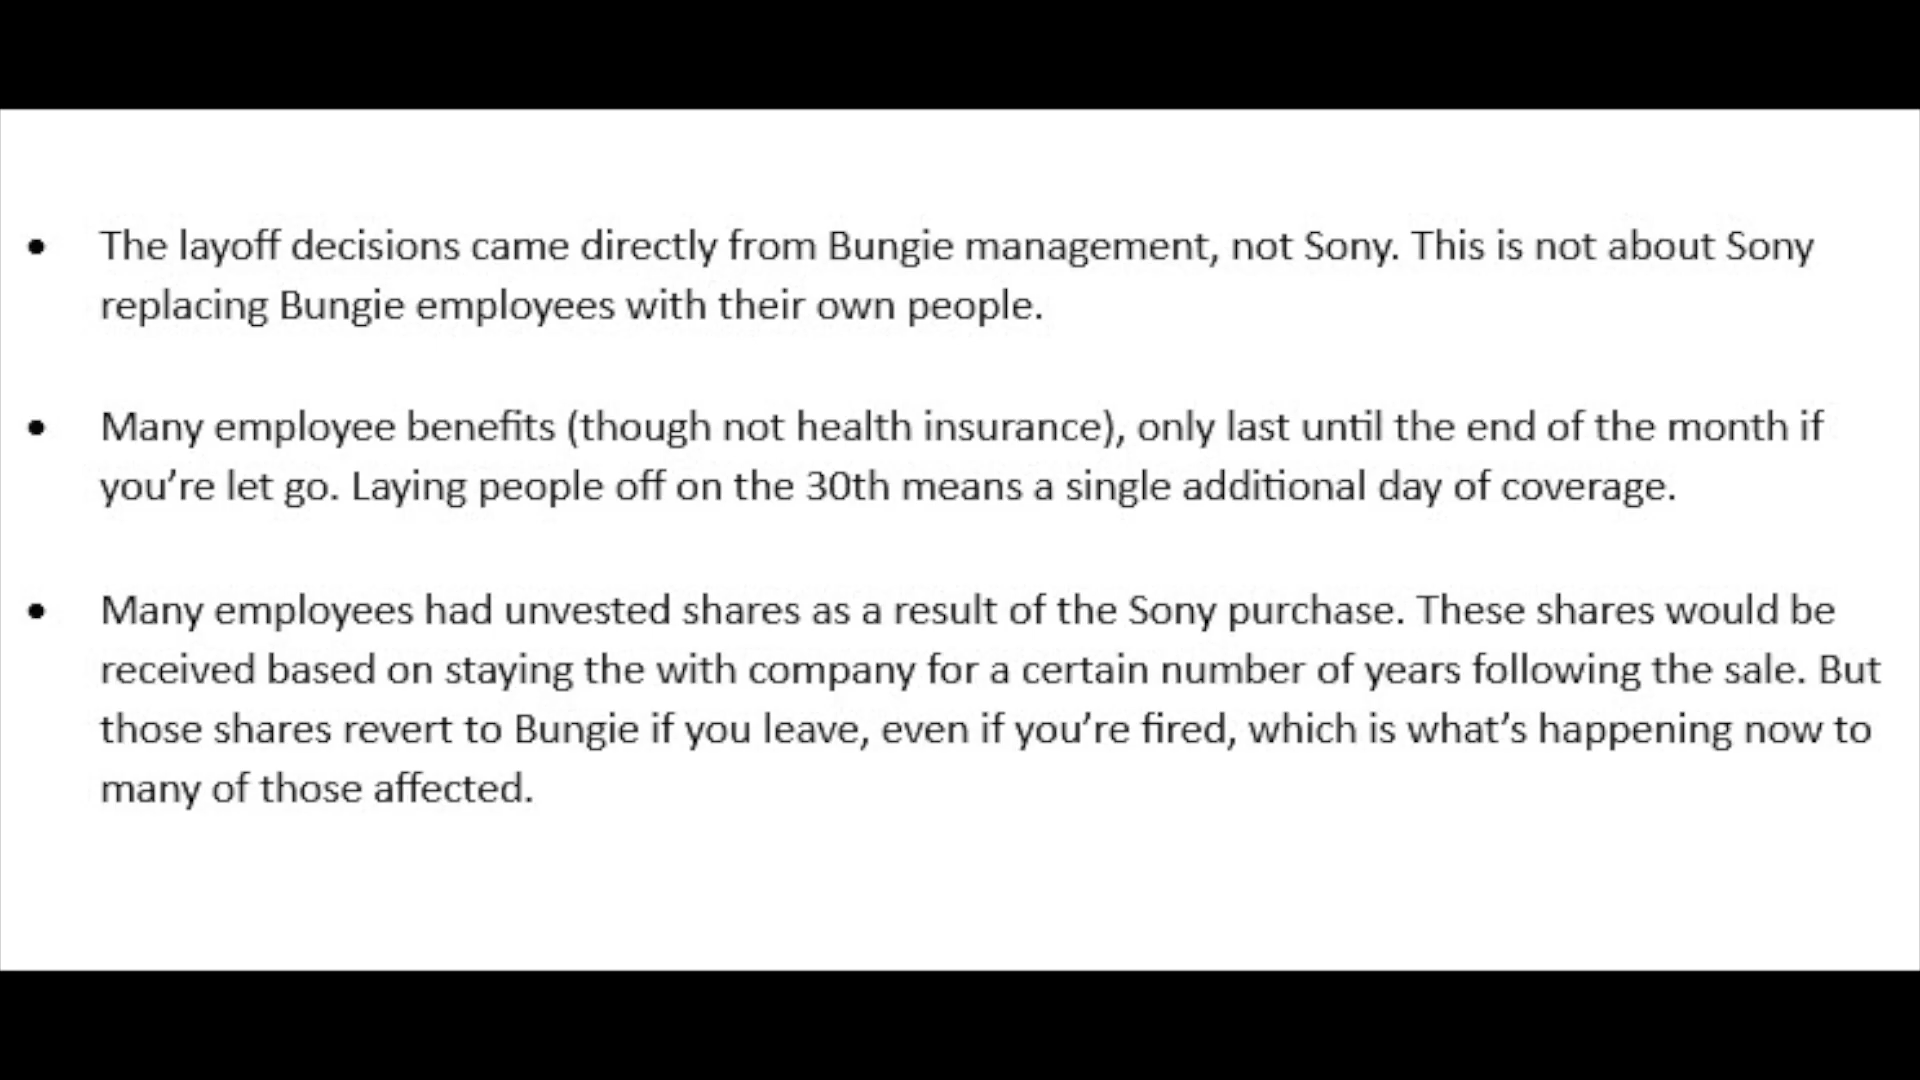 • The layoff decisions came directly from Bungie management, not Sony. This is not about Sony
replacing Bungie employees with their own people.
• Many employee benefits (though not health insurance), only last until the end of the month if
you’re let go. Laying people off on the 30th means a single additional day of coverage.
• Many employees had unvested shares as a result of the Sony purchase. These shares would be
received based on staying the with company for a certain number of years following the sale. But
those shares revert to Bungie if you leave, even if you’re fired, which is what’s happening now to
many of those affected.